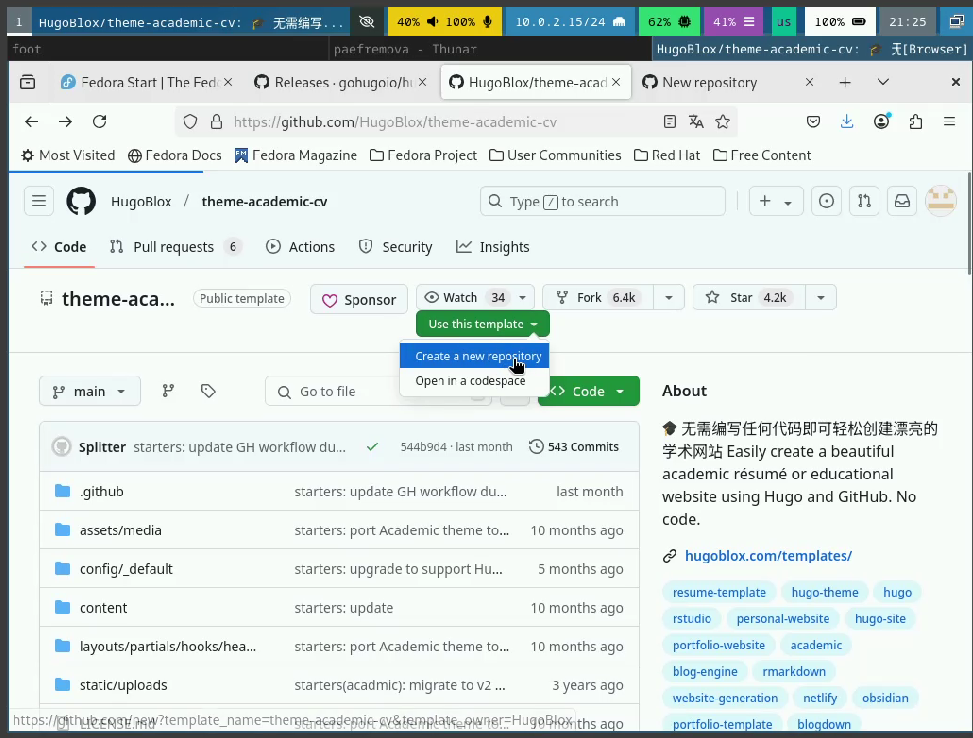 1 HugoBlox/theme-academic-cv: 🎓 无需编写... 40% 100% 10.0.2.15/24 62% 41% us 100% 21:25
foot paefremova - Thunar HugoBlox/theme-academic-cv: 🎓 无[Browser]
Fedora Start | The Fedo Releases · gohugoio/hu HugoBlox/theme-acad New repository
https://github.com/HugoBlox/theme-academic-cv
Most Visited Fedora Docs Fedora Magazine Fedora Project User Communities Red Hat Free Content
HugoBlox / theme-academic-cv Type / to search
Code Pull requests 6 Actions Security Insights
theme-aca... Public template Sponsor Watch 34 Fork 6.4k Star 4.2k
Use this template
Create a new repository
Open in a codespace
main Go to file Code
Splitter starters: update GH workflow du... 544b9d4 · last month 543 Commits
.github starters: update GH workflow du... last month
assets/media starters: port Academic theme to... 10 months ago
config/_default starters: upgrade to support Hu... 5 months ago
content starters: update 10 months ago
layouts/partials/hooks/hea... starters: port Academic theme to... 10 months ago
static/uploads starters(acadmic): migrate to v2 ... 3 years ago
LICENSE.md starters: port Academic theme to... 10 months ago
https://github.com/new?template_name=theme-academic-cv&template_owner=HugoBlox
About
🎓 无需编写任何代码即可轻松创建漂亮的
学术网站 Easily create a beautiful
academic résumé or educational
website using Hugo and GitHub. No
code.
hugoblox.com/templates/
resume-template hugo-theme hugo
rstudio personal-website hugo-site
portfolio-website academic
blog-engine rmarkdown
website-generation netlify obsidian
portfolio-template blogdown